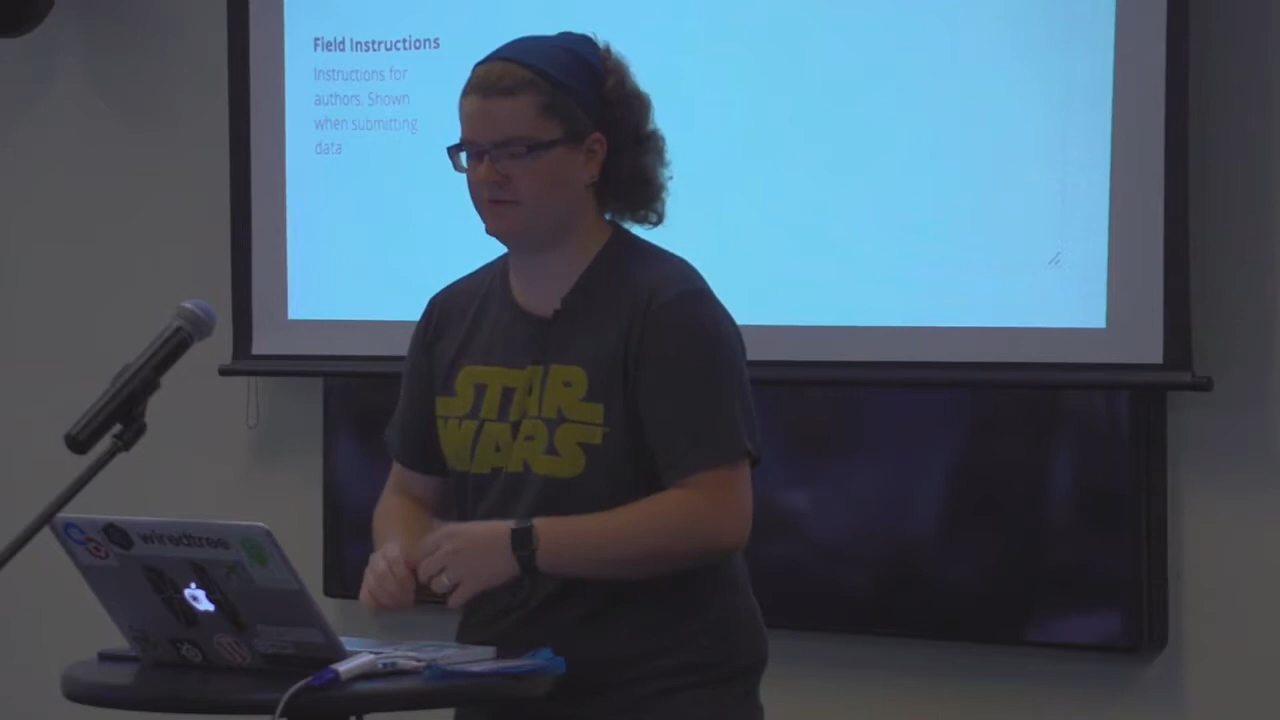 Field Instructions
Instructions for
authors. Shown
when submitting
data
STAR
WARS
wiredtree